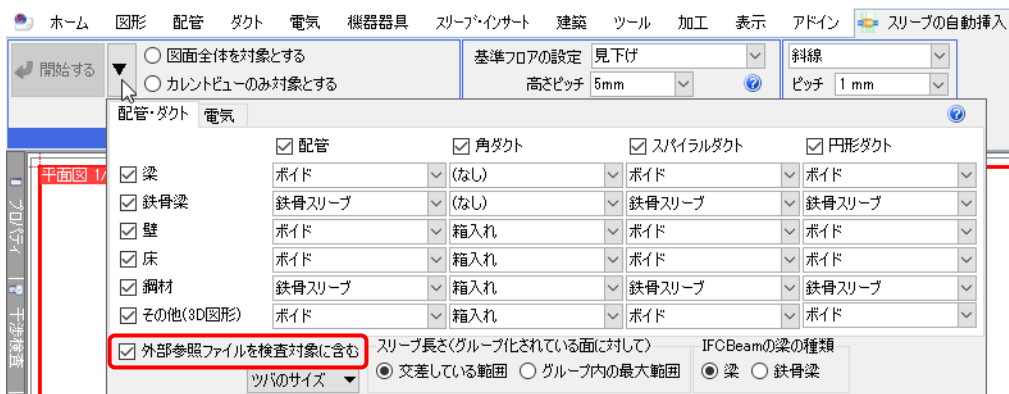 ホーム 図形 配管 ダクト 電気 機器器具 スリーブ・インサート 建築 ツール 加工 表示 アドイン スリーブの自動挿入
開始する ▼ 図面全体を対象とする 基準フロアの設定 見下げ 斜線
カレントビューのみ対象とする 高さピッチ 5mm ピッチ 1 mm
配管・ダクト 電気
配管 角ダクト スパイラルダクト 円形ダクト
平面図 1/
梁 ボイド (なし) ボイド ボイド
鉄骨梁 鉄骨スリーブ (なし) 鉄骨スリーブ 鉄骨スリーブ
壁 ボイド 箱入れ ボイド ボイド
床 ボイド 箱入れ ボイド ボイド
鋼材 鉄骨スリーブ 箱入れ 鉄骨スリーブ 鉄骨スリーブ
その他(3D図形) ボイド 箱入れ ボイド ボイド
外部参照ファイルを検査対象に含む スリーブ長さ(グループ化されている面に対して) IFCBeamの梁の種類
ツバのサイズ ▼ 交差している範囲 グループ内の最大範囲 梁 鉄骨梁
プロパティ
干渉検査